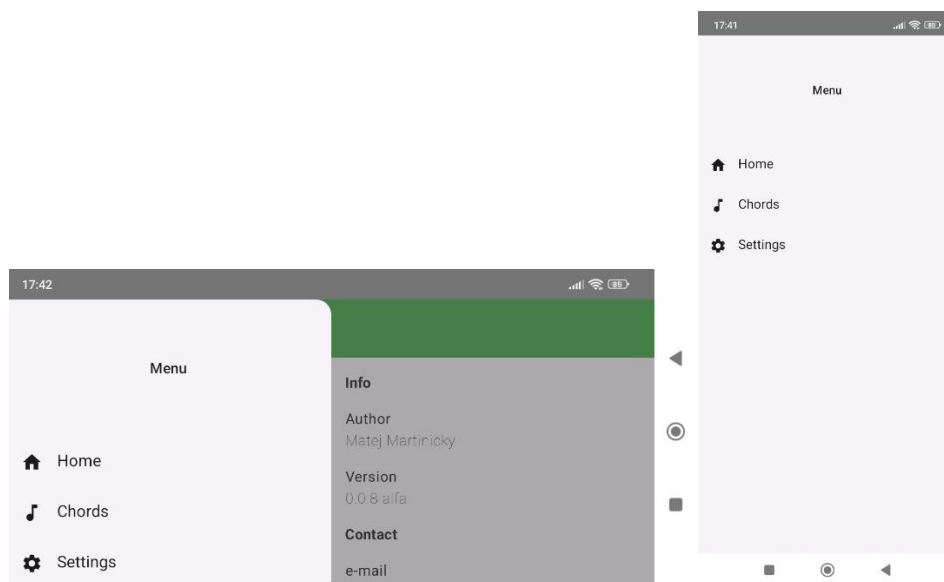 17:42
Menu
Home
Chords
Settings
Info
Author
Matej Martinicky
Version
0.0.8 alfa
Contact
e-mail
17:41
Menu
Home
Chords
Settings